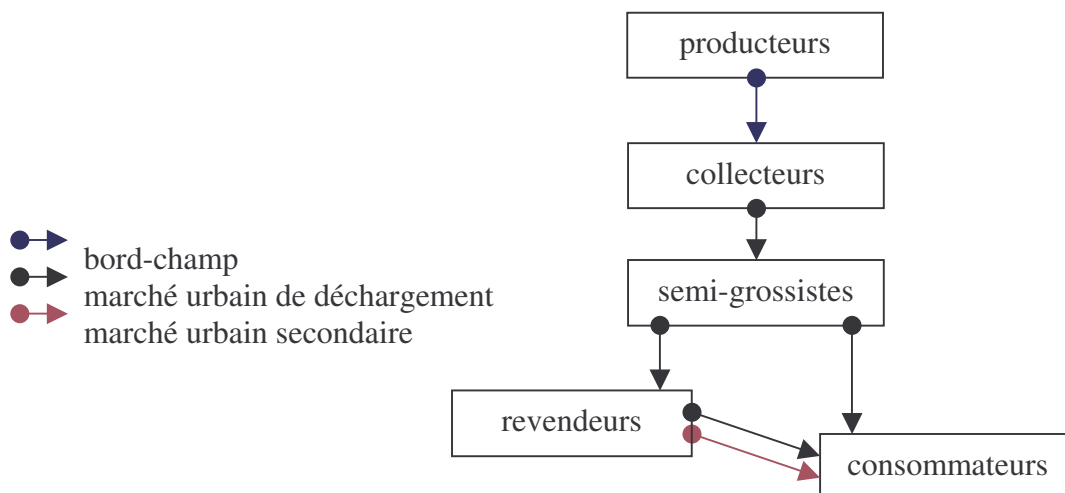 producteurs
collecteurs
bord-champ
semi-grossistes
marché urbain de déchargement
marché urbain secondaire
revendeurs
consommateurs